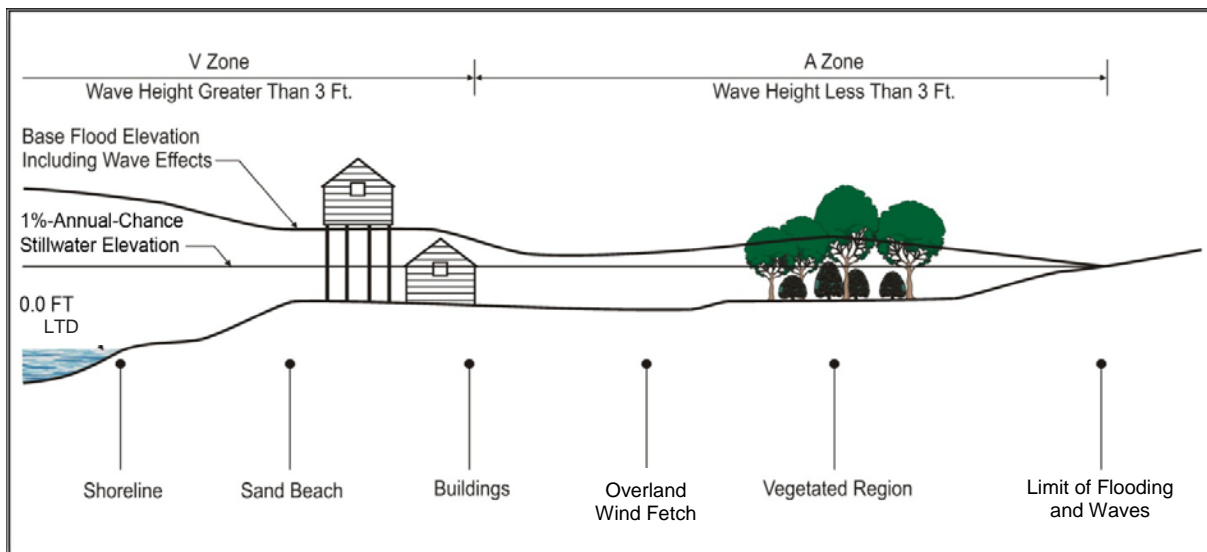 V Zone
Wave Height Greater Than 3 Ft.
A Zone
Wave Height Less Than 3 Ft.
Base Flood Elevation
Including Wave Effects
1%-Annual-Chance
Stillwater Elevation
0.0 FT
LTD
Shoreline
Sand Beach
Buildings
Overland
Wind Fetch
Vegetated Region
Limit of Flooding
and Waves